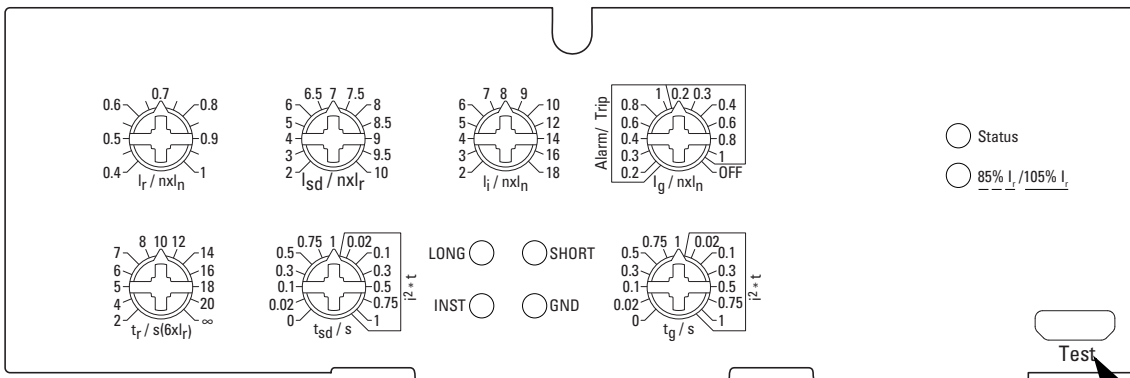 0.4 0.5 0.6 0.7 0.8 0.9 1
Ir / nxIn
2 3 4 5 6 6.5 7 7.5 8 8.5 9 9.5 10
Isd / nxIr
2 3 4 5 6 7 8 9 10 12 14 16 18
Ii / nxIn
Alarm/ Trip
0.2 0.3 0.4 0.6 0.8 1 0.2 0.3 0.4 0.6 0.8 1 OFF
Ig / nxIn
Status
85% Ir /105% Ir
2 4 5 6 7 8 10 12 14 16 18 20 ∞
tr / s(6xIr)
0 0.02 0.1 0.3 0.5 0.75 1 0.02 0.1 0.3 0.5 0.75 1
i2 * t
tsd / s
LONG SHORT
INST GND
0 0.02 0.1 0.3 0.5 0.75 1 0.02 0.1 0.3 0.5 0.75 1
i2 * t
tg / s
Test